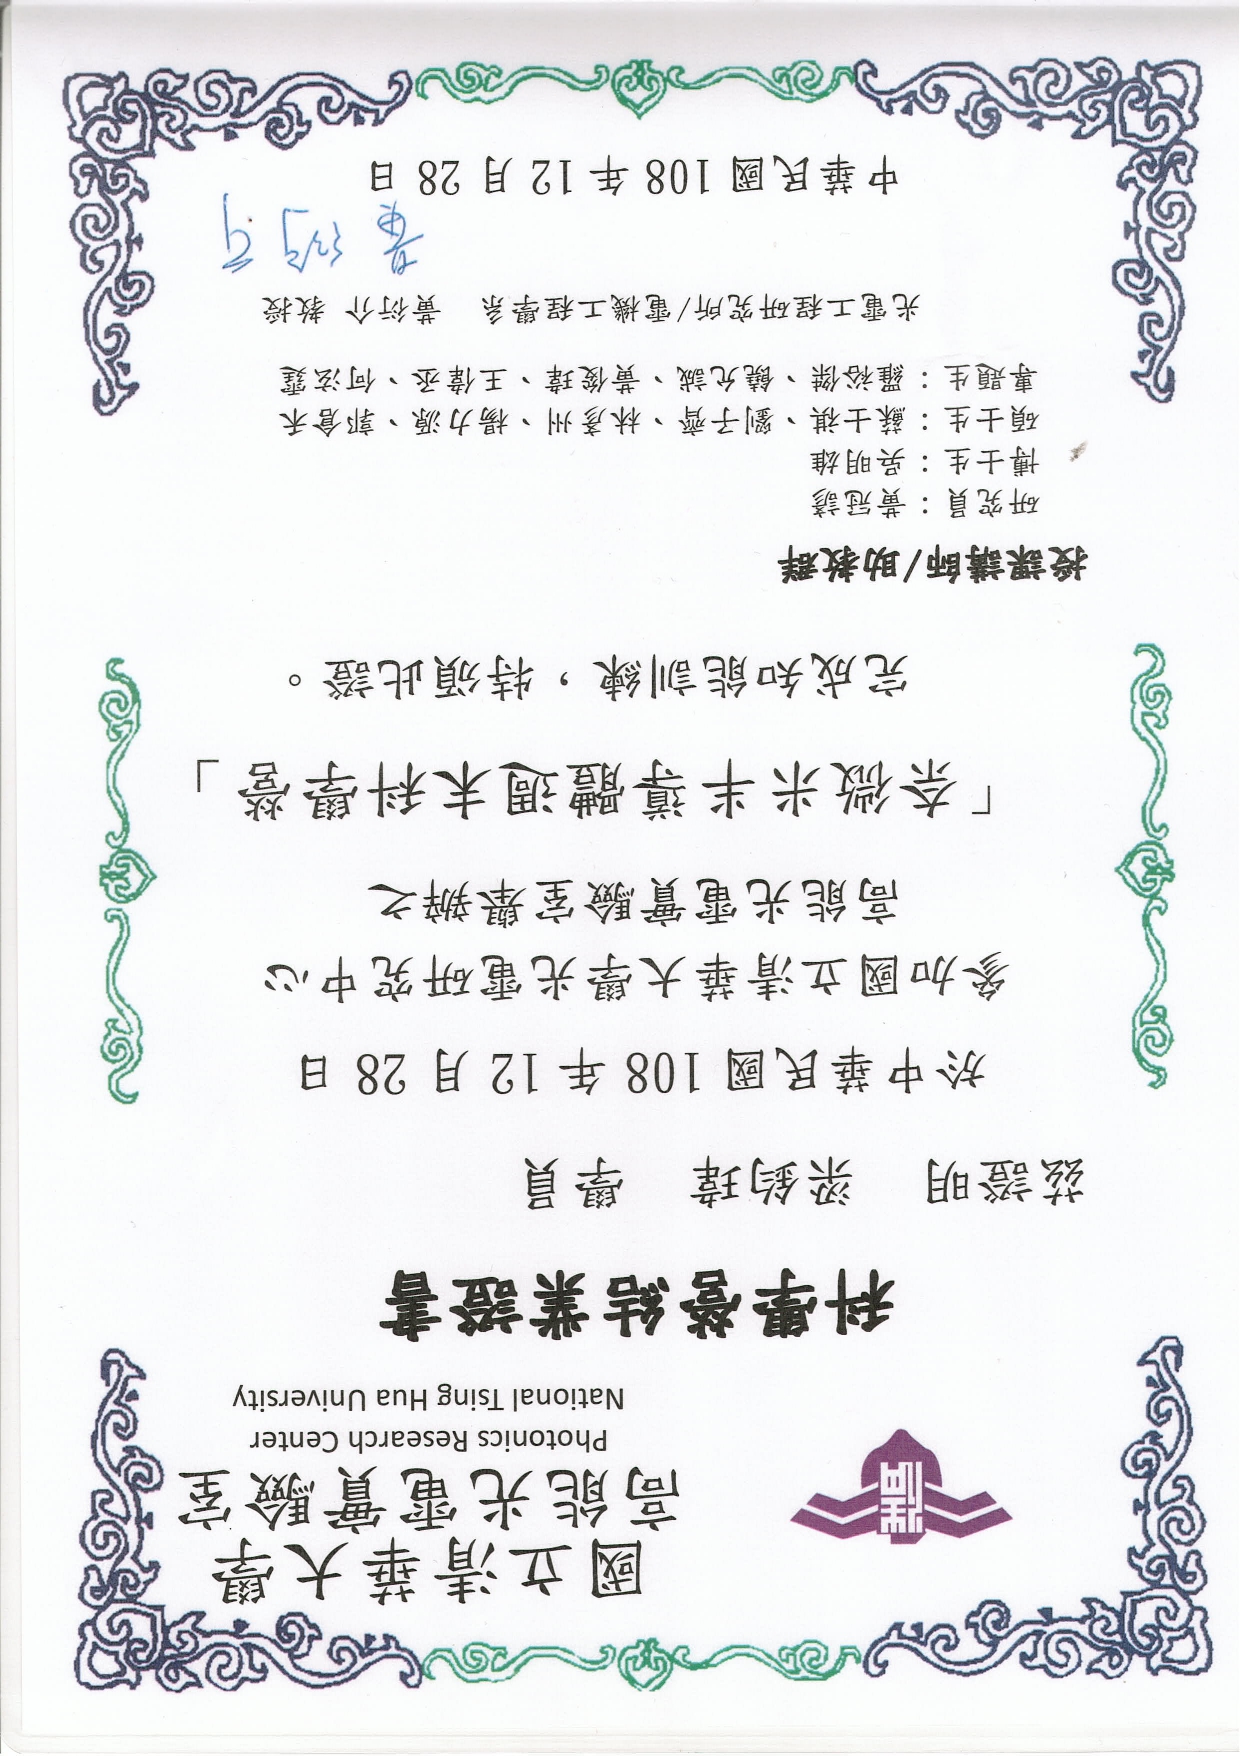 國立清華大學
清
高能光電實驗室
Photonics Research Center
National Tsing Hua University
科學營結業證書
茲證明 梁鈞瑋 學員
於中華民國 108 年 12 月 28 日
參加國立清華大學光電研究中心
高能光電實驗室舉辦之
「奈微米半導體週末科學營」
完成知能訓練，特頒此證。
授課講師/助教群
研究員：黃冠諺
博士生：吳明雄
碩士生：蘇士祺、劉子齊、林彥州、楊力源、郭倉禾
專題生：羅裕傑、饒允誠、黃俊瑋、王偉丞、何泫霆
光電工程研究所/電機工程學系 黃衍介 教授
黃衍介
中華民國 108 年 12 月 28 日